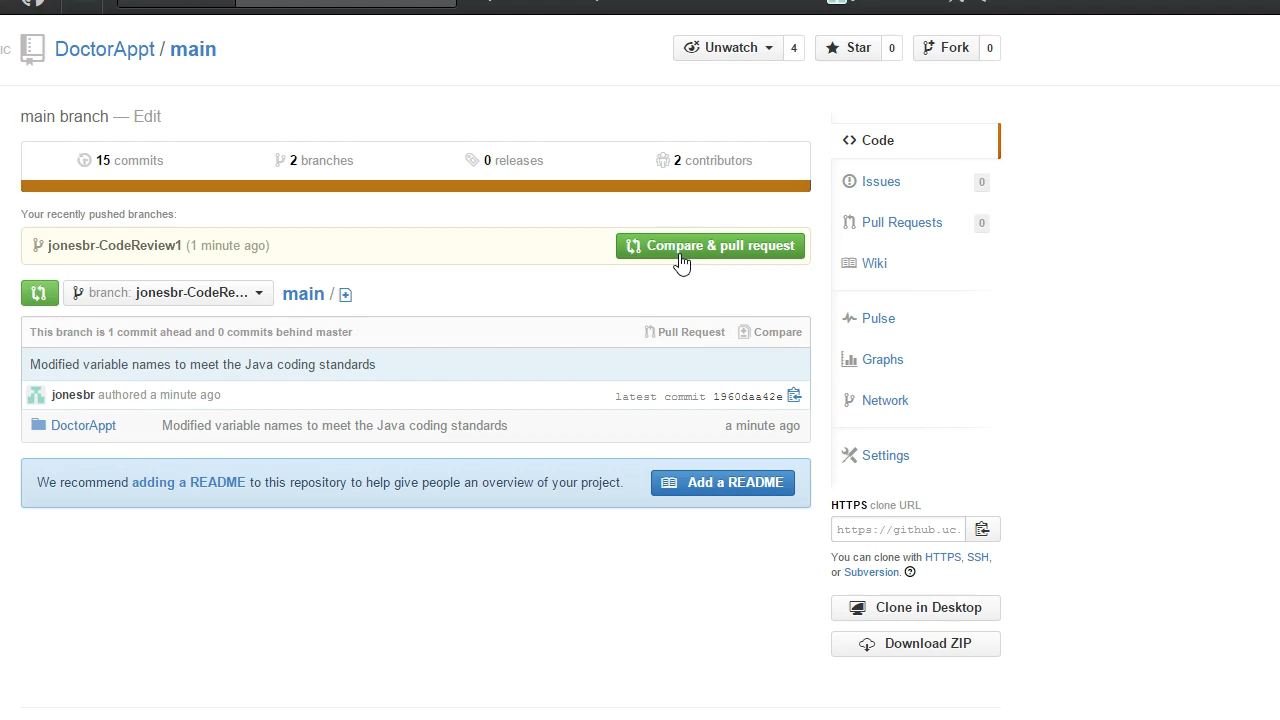 IC
DoctorAppt / main
Unwatch 4 Star 0 Fork 0
main branch — Edit
15 commits 2 branches 0 releases 2 contributors
Your recently pushed branches:
jonesbr-CodeReview1 (1 minute ago) Compare & pull request
branch: jonesbr-CodeRe... main /
This branch is 1 commit ahead and 0 commits behind master Pull Request Compare
Modified variable names to meet the Java coding standards
jonesbr authored a minute ago latest commit 1960daa42e
DoctorAppt Modified variable names to meet the Java coding standards a minute ago
We recommend adding a README to this repository to help give people an overview of your project. Add a README
Code
Issues 0
Pull Requests 0
Wiki
Pulse
Graphs
Network
Settings
HTTPS clone URL
https://github.uc.
You can clone with HTTPS, SSH,
or Subversion.
Clone in Desktop
Download ZIP